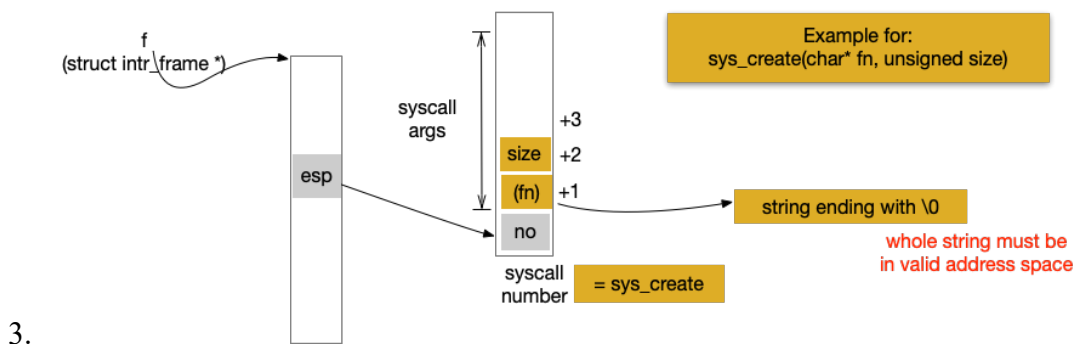 f
(struct intr_frame *)
esp
syscall
args
+3
size
+2
(fn)
+1
no
syscall
number
= sys_create
Example for:
sys_create(char* fn, unsigned size)
string ending with \0
whole string must be
in valid address space
3.